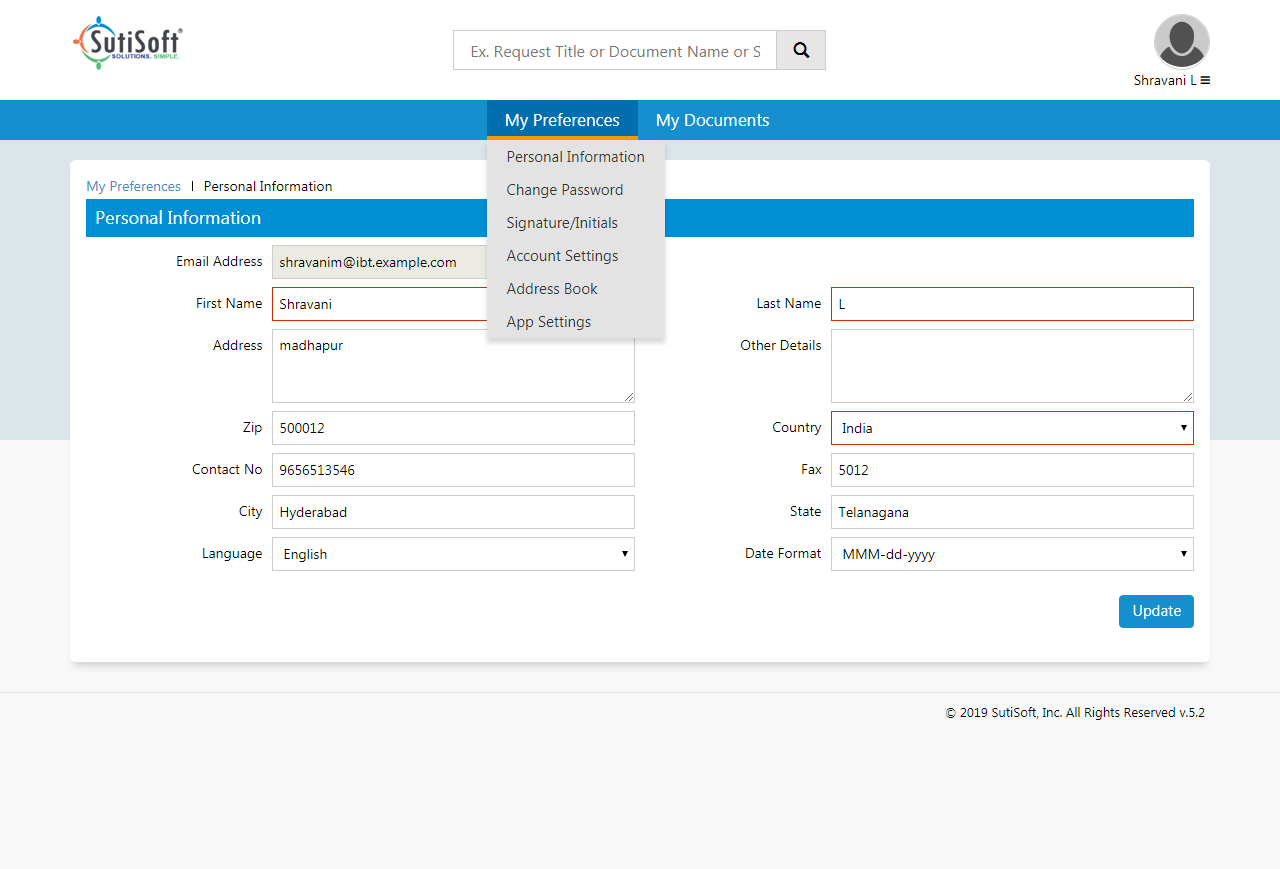 SutiSoft®
SOLUTIONS. SIMPLE.
Ex. Request Title or Document Name or S
Shravani L
My Preferences My Documents
Personal Information
Change Password
Signature/Initials
Account Settings
Address Book
App Settings
My Preferences I Personal Information
Personal Information
Email Address shravanim@ibt.example.com
First Name Shravani Last Name L
Address madhapur Other Details
Zip 500012 Country India
Contact No 9656513546 Fax 5012
City Hyderabad State Telanagana
Language English Date Format MMM-dd-yyyy
Update
© 2019 SutiSoft, Inc. All Rights Reserved v.5.2